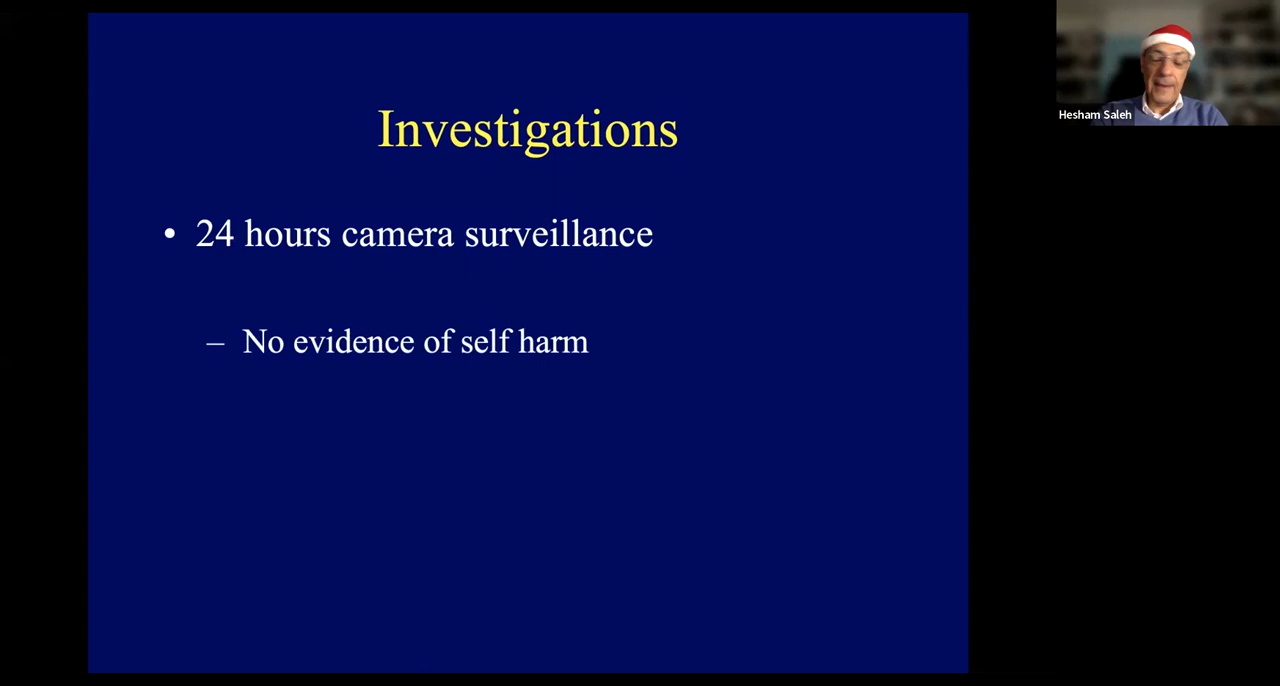 Investigations
• 24 hours camera surveillance
– No evidence of self harm
Hesham Saleh